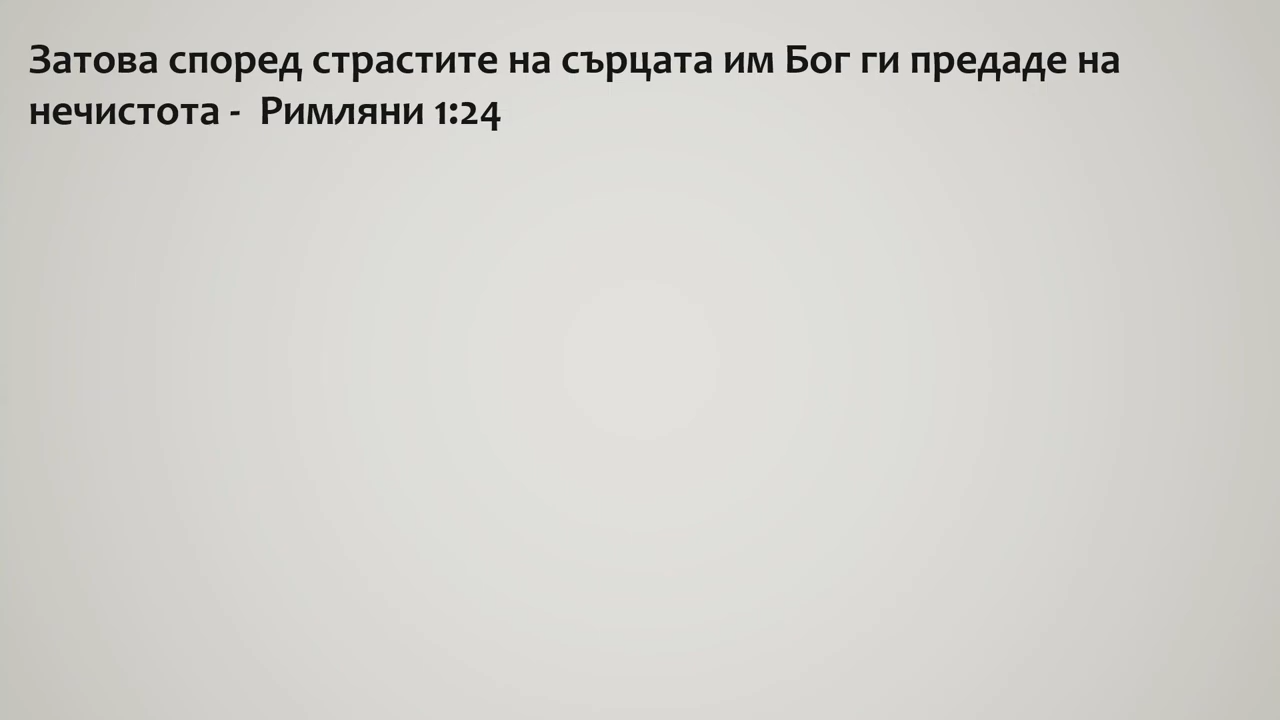 Затова според страстите на сърцата им Бог ги предаде на
нечистота -  Римляни 1:24